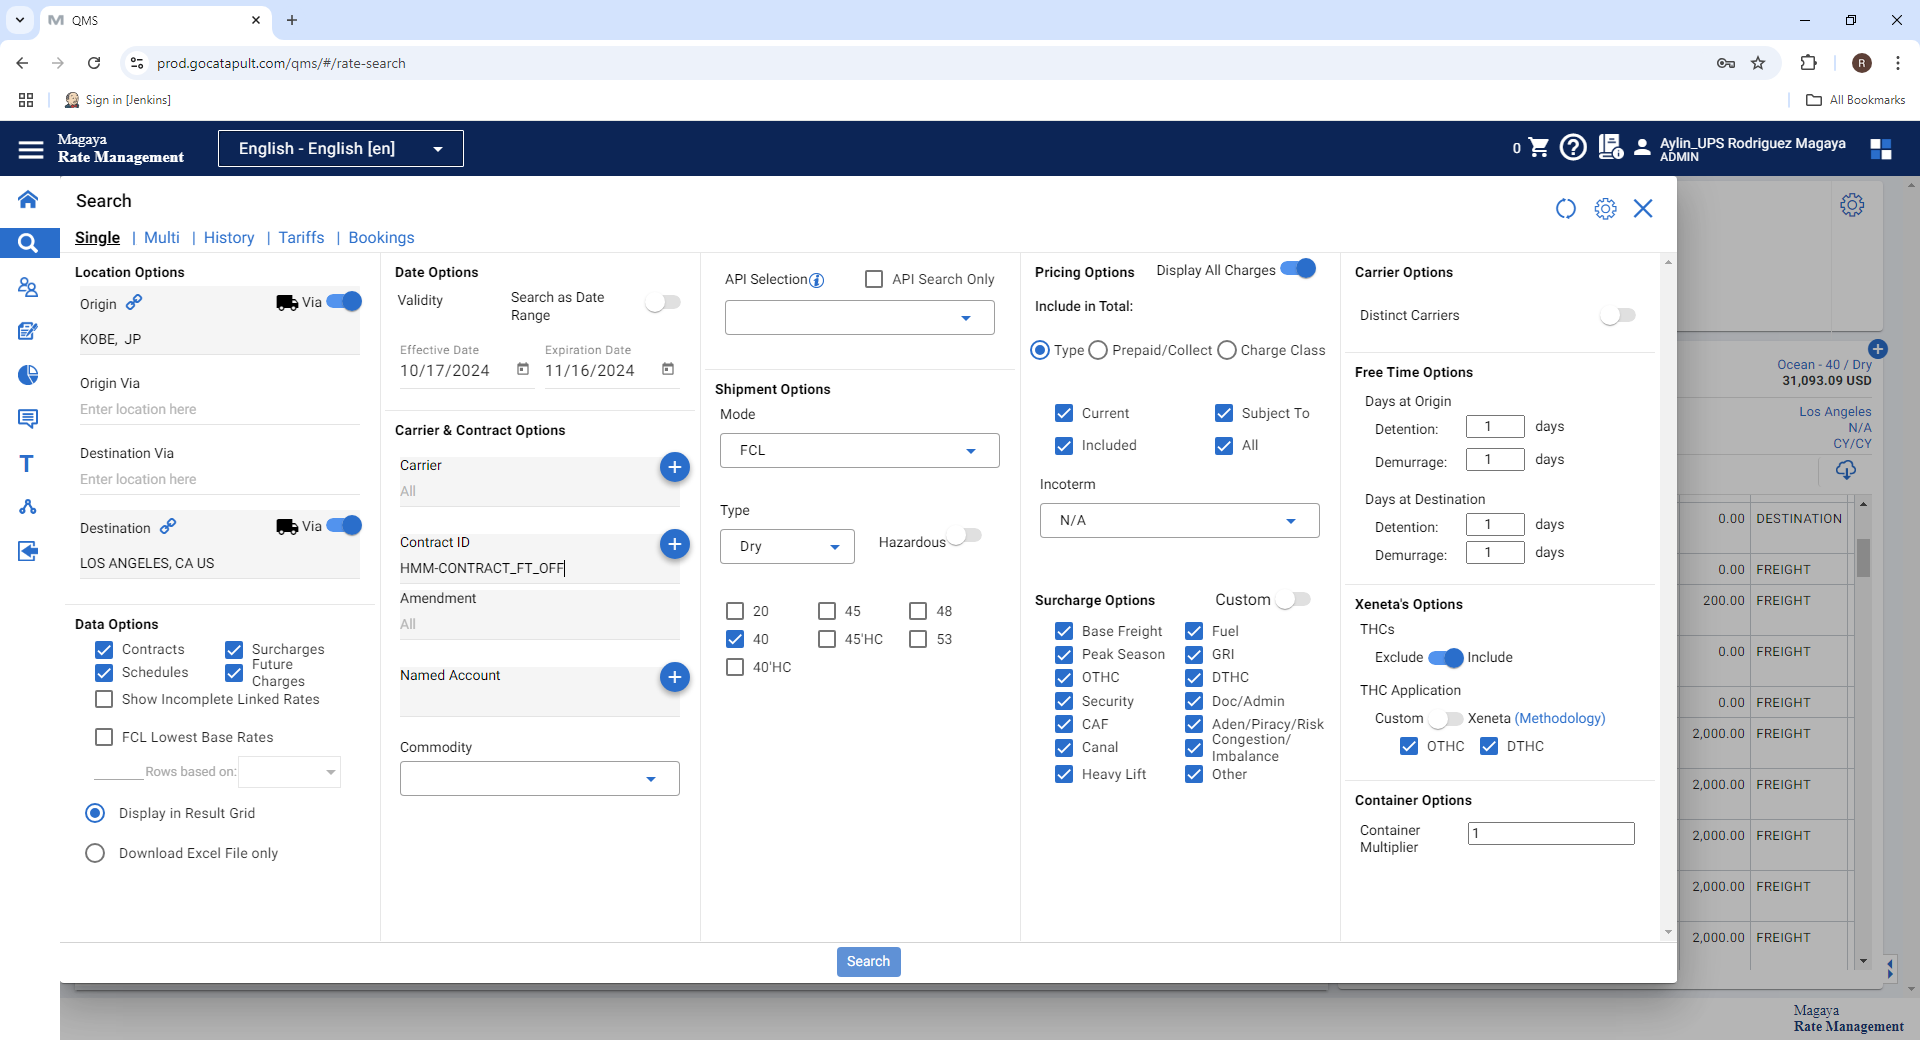 QMS
prod.gocatapult.com/qms/#/rate-search
R
Sign in [Jenkins]
All Bookmarks
Magaya
Rate Management
English - English [en]
0
Aylin_UPS Rodriguez Magaya
ADMIN
Search
Single | Multi | History | Tariffs | Bookings
Location Options
Origin
Via
KOBE, JP
Origin Via
Enter location here
Destination Via
Enter location here
Destination
Via
LOS ANGELES, CA US
Data Options
Contracts
Surcharges
Schedules
Future Charges
Show Incomplete Linked Rates
FCL Lowest Base Rates
Rows based on:
Display in Result Grid
Download Excel File only
Date Options
Validity
Search as Date
Range
Effective Date
Expiration Date
10/17/2024
11/16/2024
Carrier & Contract Options
Carrier
All
Contract ID
HMM-CONTRACT_FT_OFF
Amendment
All
Named Account
Commodity
API Selection
API Search Only
Shipment Options
Mode
FCL
Type
Dry
Hazardous
20
45
48
40
45'HC
53
40'HC
Pricing Options
Display All Charges
Include in Total:
Type
Prepaid/Collect
Charge Class
Current
Subject To
Included
All
Incoterm
N/A
Surcharge Options
Custom
Base Freight
Fuel
Peak Season
GRI
OTHC
DTHC
Security
Doc/Admin
CAF
Aden/Piracy/Risk
Canal
Congestion/
Imbalance
Heavy Lift
Other
Carrier Options
Distinct Carriers
Free Time Options
Days at Origin
Detention: 1 days
Demurrage: 1 days
Days at Destination
Detention: 1 days
Demurrage: 1 days
Xeneta's Options
THCs
Exclude
Include
THC Application
Custom
Xeneta (Methodology)
OTHC
DTHC
Container Options
Container
Multiplier
1
Search
Ocean - 40 / Dry
31,093.09 USD
Los Angeles
N/A
CY/CY
0.00 DESTINATION
0.00 FREIGHT
200.00 FREIGHT
0.00 FREIGHT
0.00 FREIGHT
2,000.00 FREIGHT
2,000.00 FREIGHT
2,000.00 FREIGHT
2,000.00 FREIGHT
2,000.00 FREIGHT
Magaya
Rate Management